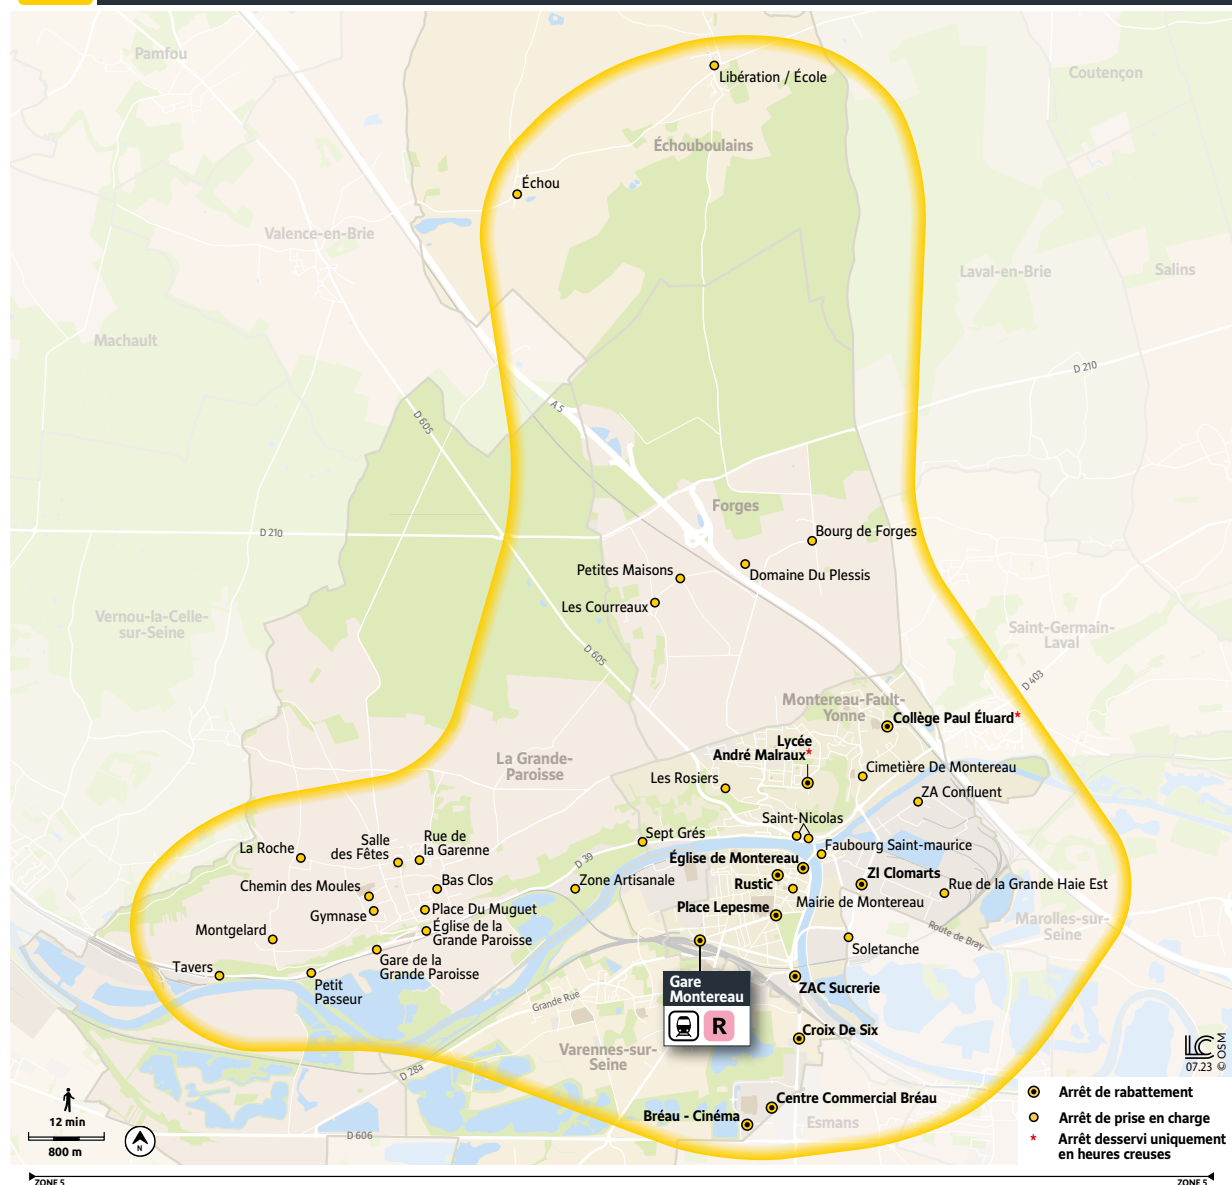 Pamfou
Libération / École
Coutençon
Échouboulains
Échou
Valence-en-Brie
Laval-en-Brie
Salins
Machault
D 210
A 5
D 605
Forges
D 210
Bourg de Forges
Petites Maisons
Domaine Du Plessis
Les Courreaux
Vernou-la-Celle-
sur-Seine
Saint-Germain-
Laval
D 605
D 403
Montereau-Fault-
Yonne
Collège Paul Éluard*
Lycée
André Malraux*
La Grande-
Paroisse
Les Rosiers
Cimetière De Montereau
ZA Confluent
Saint-Nicolas
Sept Grés
Faubourg Saint-maurice
La Roche
Salle
des Fêtes
Rue de
la Garenne
D 39
Église de Montereau
ZI Clomarts
Chemin des Moules
Bas Clos
Zone Artisanale
Rustic
Rue de la Grande Haie Est
Mairie de Montereau
Gymnase
Place Du Muguet
Place Lepesme
Marolles-sur-
Seine
Montgelard
Église de la
Grande Paroisse
Route de Bray
Soletanche
Gare de la
Grande Paroisse
Tavers
Petit
Passeur
Gare
Montereau
R
ZAC Sucrerie
Grande Rue
Croix De Six
Varennes-sur-
Seine
D 28a
LC
07.23 © OSM
Centre Commercial Bréau
Bréau - Cinéma
Esmans
D 606
12 min
800 m
N
Arrêt de rabattement
Arrêt de prise en charge
* Arrêt desservi uniquement
en heures creuses
ZONE 5
ZONE 5